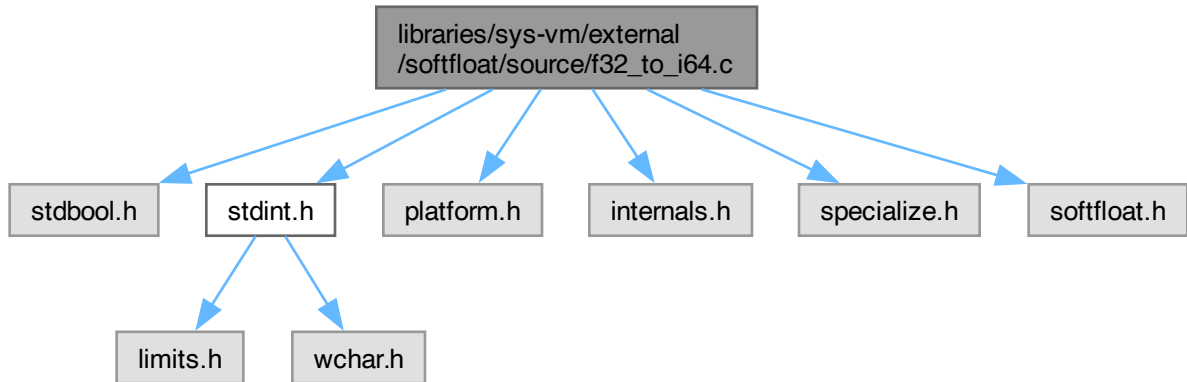 libraries/sys-vm/external
/softfloat/source/f32_to_i64.c
stdbool.h
stdint.h
platform.h
internals.h
specialize.h
softfloat.h
limits.h
wchar.h